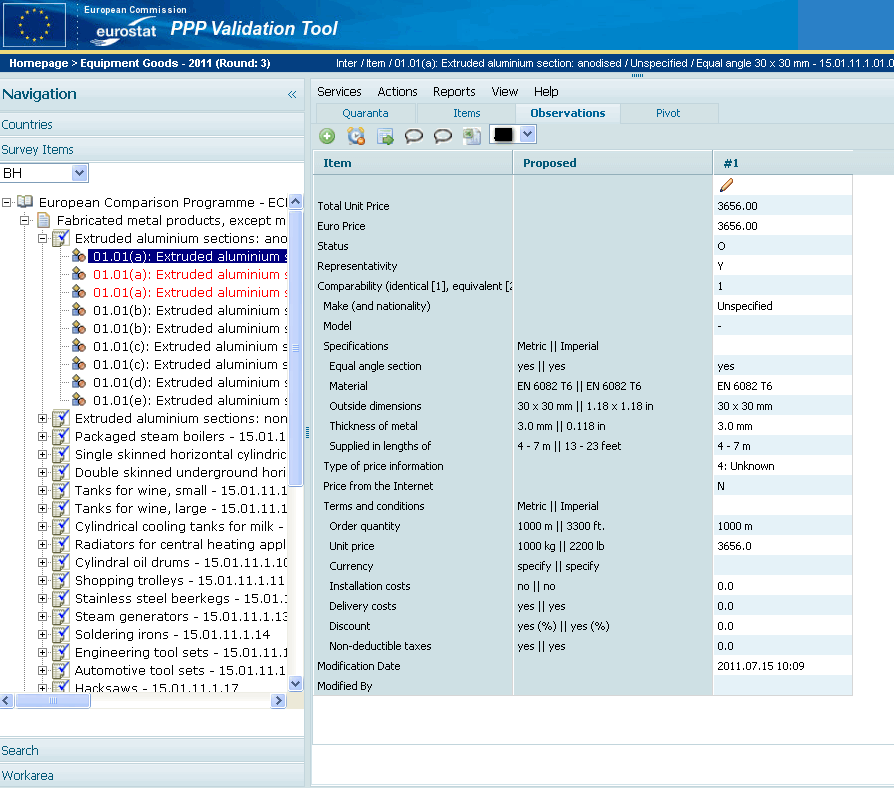 European Commission
eurostat PPP Validation Tool
Homepage > Equipment Goods - 2011 (Round: 3) Inter / Item / 01.01(a): Extruded aluminium section: anodised / Unspecified / Equal angle 30 x 30 mm - 15.01.11.1.01.0
Navigation «
Countries
Survey Items
BH
European Comparison Programme - ECI
Fabricated metal products, except m
Extruded aluminium sections: ano
01.01(a): Extruded aluminium s
01.01(a): Extruded aluminium s
01.01(a): Extruded aluminium s
01.01(b): Extruded aluminium s
01.01(b): Extruded aluminium s
01.01(c): Extruded aluminium s
01.01(c): Extruded aluminium s
01.01(d): Extruded aluminium s
01.01(e): Extruded aluminium s
Extruded aluminium sections: non
Packaged steam boilers - 15.01.1
Single skinned horizontal cylindric
Double skinned underground hori
Tanks for wine, small - 15.01.11.1
Tanks for wine, large - 15.01.11.1
Cylindrical cooling tanks for milk -
Radiators for central heating appl
Cylindral oil drums - 15.01.11.1.10
Shopping trolleys - 15.01.11.1.11
Stainless steel beerkegs - 15.01.1
Steam generators - 15.01.11.1.13
Soldering irons - 15.01.11.1.14
Engineering tool sets - 15.01.11.1
Automotive tool sets - 15.01.11.1
Hacksaws - 15.01.11.1.17
Search
Workarea
Services Actions Reports View Help
Quaranta Items Observations Pivot
Item Proposed #1
Total Unit Price 3656.00
Euro Price 3656.00
Status O
Representativity Y
Comparability (identical [1], equivalent [2 1
Make (and nationality) Unspecified
Model -
Specifications Metric || Imperial
Equal angle section yes || yes yes
Material EN 6082 T6 || EN 6082 T6 EN 6082 T6
Outside dimensions 30 x 30 mm || 1.18 x 1.18 in 30 x 30 mm
Thickness of metal 3.0 mm || 0.118 in 3.0 mm
Supplied in lengths of 4 - 7 m || 13 - 23 feet 4 - 7 m
Type of price information 4: Unknown
Price from the Internet N
Terms and conditions Metric || Imperial
Order quantity 1000 m || 3300 ft. 1000 m
Unit price 1000 kg || 2200 lb 3656.0
Currency specify || specify
Installation costs no || no 0.0
Delivery costs yes || yes 0.0
Discount yes (%) || yes (%) 0.0
Non-deductible taxes yes || yes 0.0
Modification Date 2011.07.15 10:09
Modified By